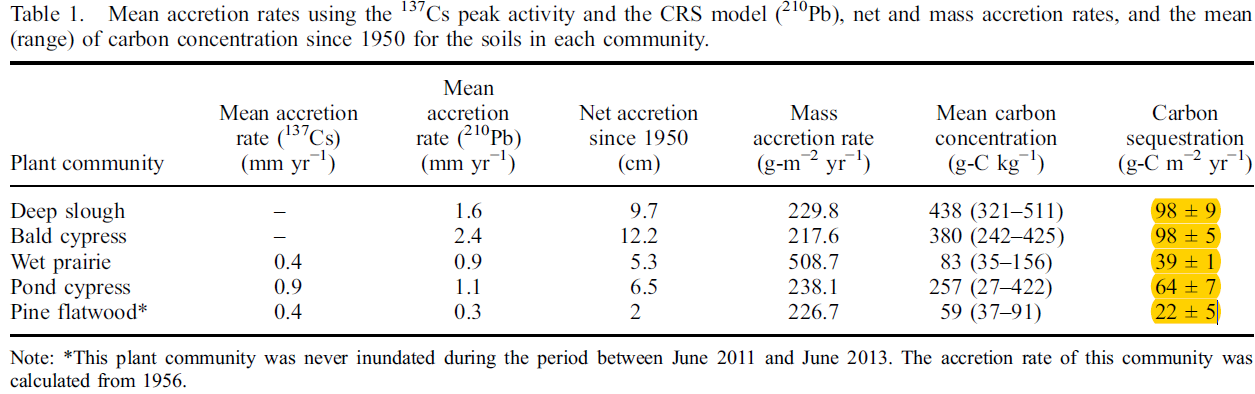 Table 1. Mean accretion rates using the ¹³⁷Cs peak activity and the CRS model (²¹⁰Pb), net and mass accretion rates, and the mean
(range) of carbon concentration since 1950 for the soils in each community.
Mean
Mean accretion accretion Net accretion Mass Mean carbon Carbon
rate (¹³⁷Cs) rate (²¹⁰Pb) since 1950 accretion rate concentration sequestration
Plant community (mm yr⁻¹) (mm yr⁻¹) (cm) (g-m⁻² yr⁻¹) (g-C kg⁻¹) (g-C m⁻² yr⁻¹)
Deep slough – 1.6 9.7 229.8 438 (321–511) 98 ± 9
Bald cypress – 2.4 12.2 217.6 380 (242–425) 98 ± 5
Wet prairie 0.4 0.9 5.3 508.7 83 (35–156) 39 ± 1
Pond cypress 0.9 1.1 6.5 238.1 257 (27–422) 64 ± 7
Pine flatwood* 0.4 0.3 2 226.7 59 (37–91) 22 ± 5
Note: *This plant community was never inundated during the period between June 2011 and June 2013. The accretion rate of this community was
calculated from 1956.